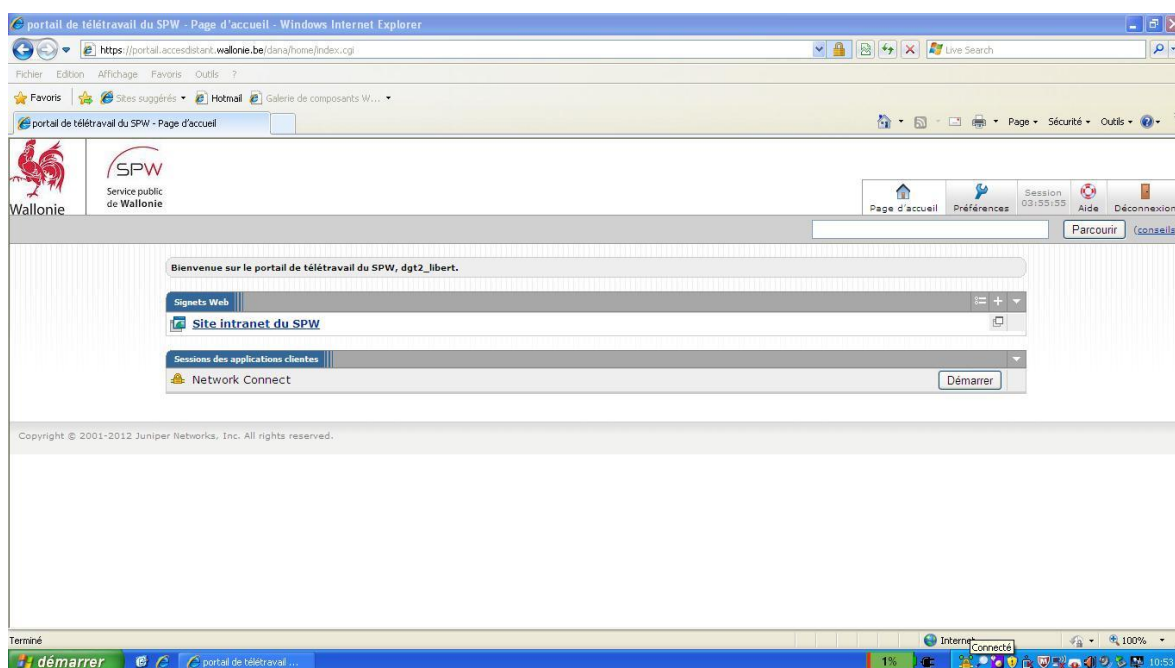 portail de télétravail du SPW - Page d'accueil - Windows Internet Explorer
https://portail.accesdistant.wallonie.be/dana/home/index.cgi
Live Search
Fichier Edition Affichage Favoris Outils ?
Favoris Sites suggérés Hotmail Galerie de composants W...
portail de télétravail du SPW - Page d'accueil
Page Sécurité Outils
SPW
Service public
de Wallonie
Wallonie
Page d'accueil Préférences Session 03:55:55 Aide Déconnexion
Parcourir (conseils
Bienvenue sur le portail de télétravail du SPW, dgt2_libert.
Signets Web
Site intranet du SPW
Sessions des applications clientes
Network Connect Démarrer
Copyright © 2001-2012 Juniper Networks, Inc. All rights reserved.
Terminé Internet 100%
Connecté
démarrer portail de télétravail ... 1% 10:53